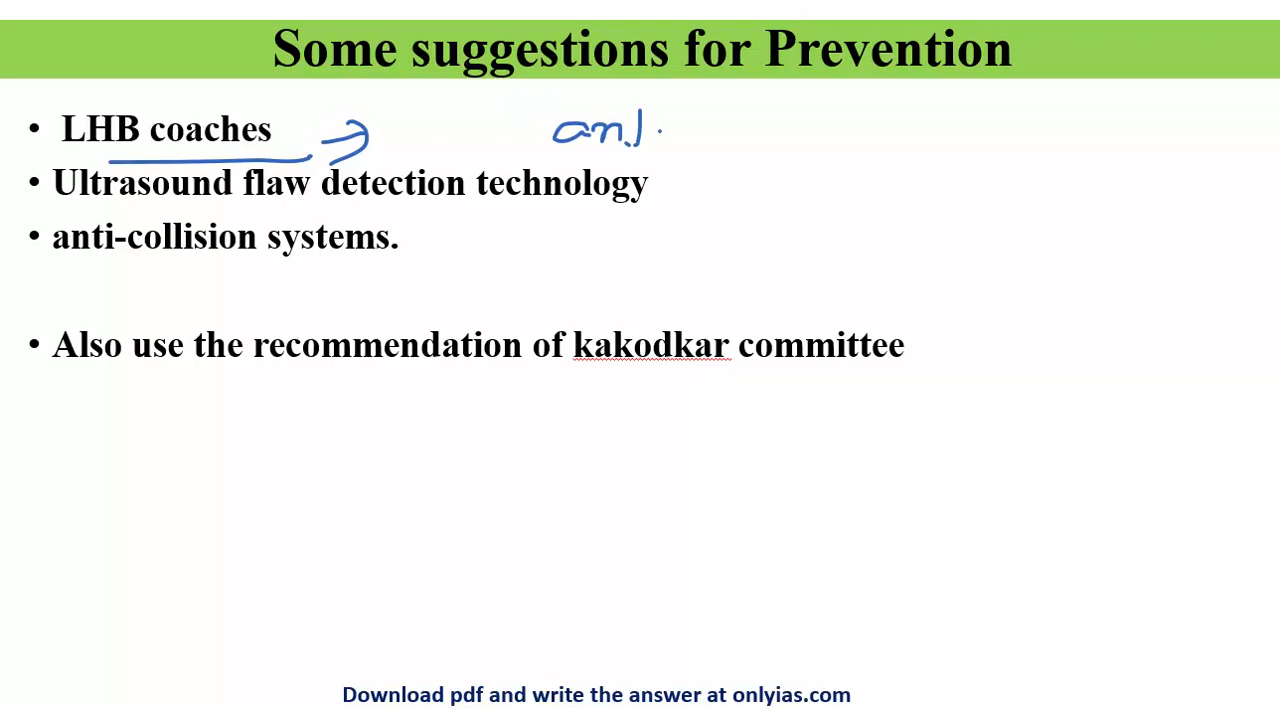 Some suggestions for Prevention
• LHB coaches
• Ultrasound flaw detection technology
• anti-collision systems.
• Also use the recommendation of kakodkar committee
Download pdf and write the answer at onlyias.com